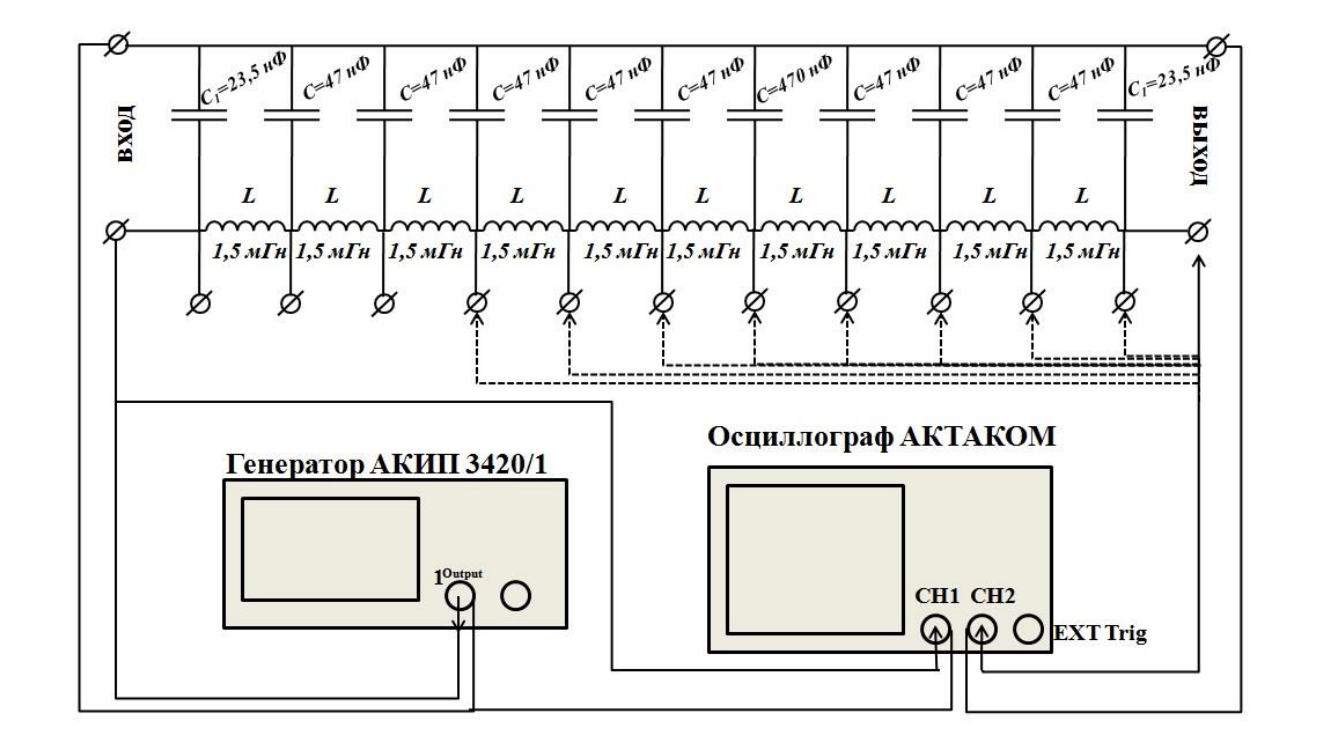 C₁=23,5 нФ
C=47 нФ
C=47 нФ
C=47 нФ
C=47 нФ
C=47 нФ
C=470 нФ
C=47 нФ
C=47 нФ
C=47 нФ
C₁=23,5 нФ
ВХОД
ВЫХОД
L L L L L L L L L L
1,5 мГн 1,5 мГн 1,5 мГн 1,5 мГн 1,5 мГн 1,5 мГн 1,5 мГн 1,5 мГн 1,5 мГн 1,5 мГн
Осциллограф АКТАКОМ
Генератор АКИП 3420/1
1 Output
CH1 CH2
EXT Trig